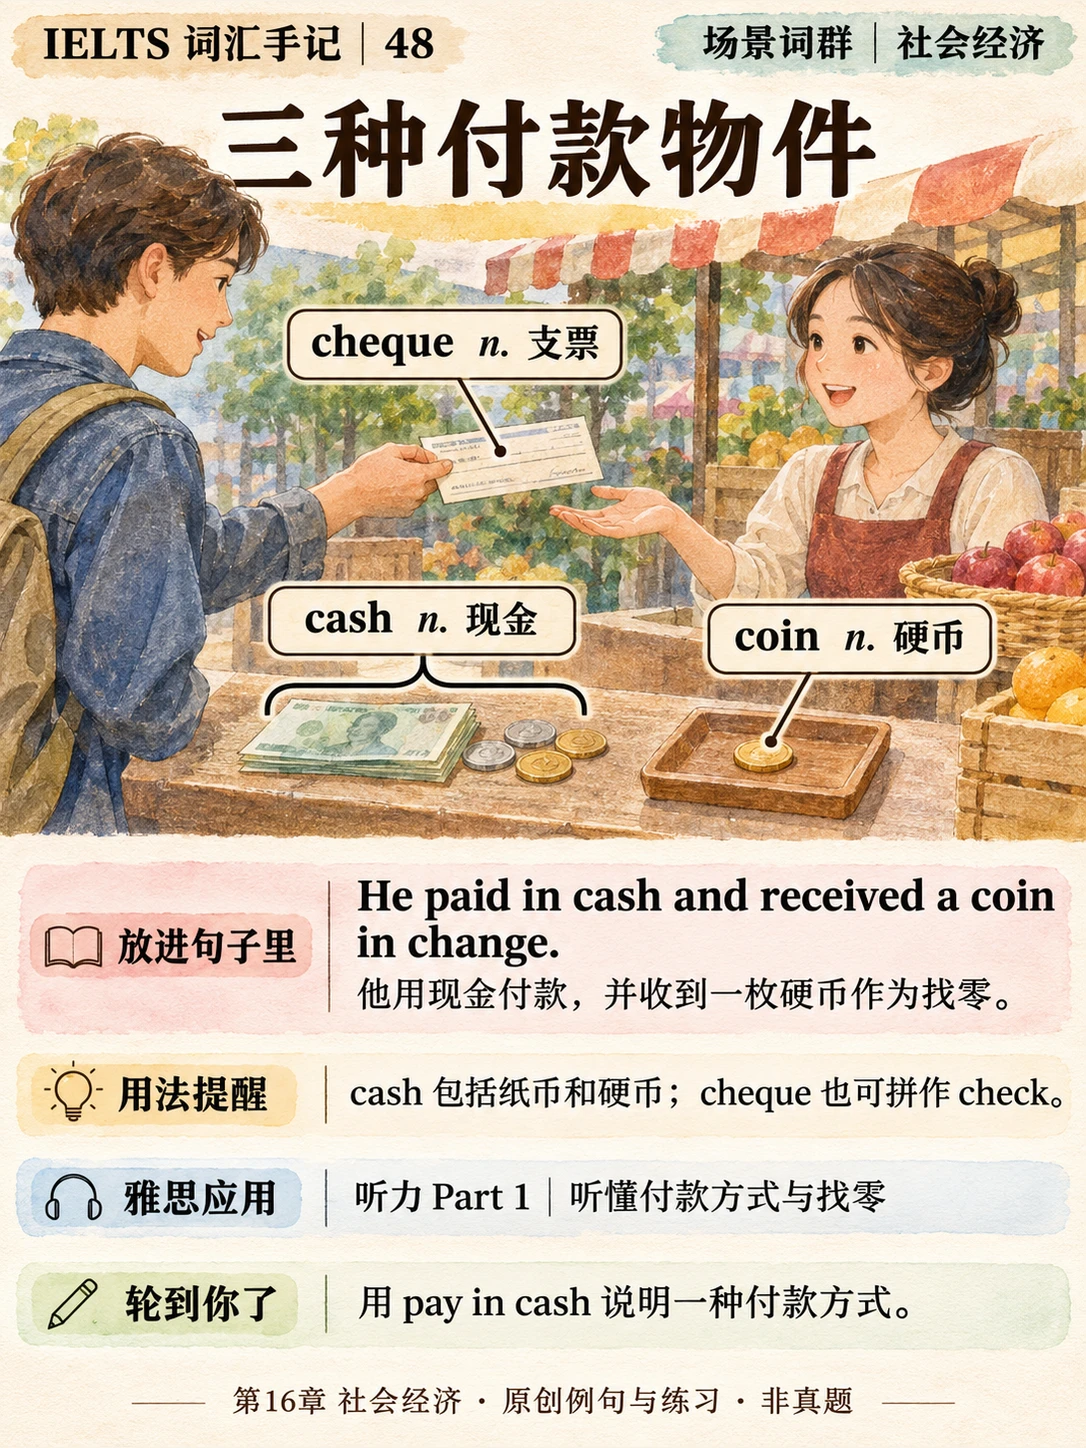 IELTS 词汇手记 | 48
场景词群 | 社会经济
三种付款物件
cheque n. 支票
cash n. 现金
coin n. 硬币
放进句子里
He paid in cash and received a coin
in change.
他用现金付款，并收到一枚硬币作为找零。
用法提醒
cash 包括纸币和硬币；cheque 也可拼作 check。
雅思应用
听力 Part 1 | 听懂付款方式与找零
轮到你了
用 pay in cash 说明一种付款方式。
第16章 社会经济 · 原创例句与练习 · 非真题